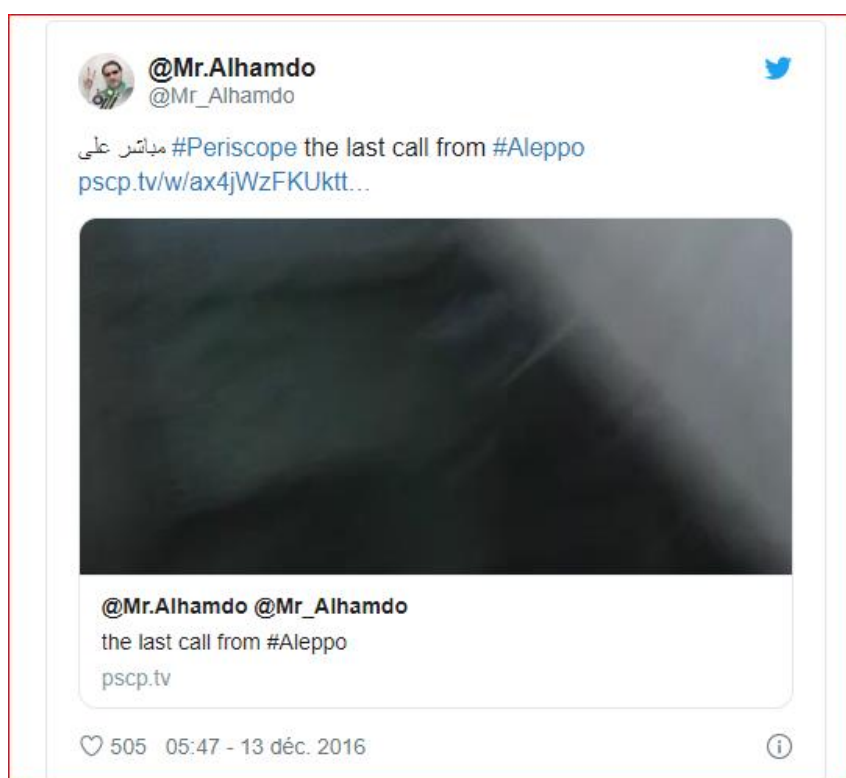 @Mr.Alhamdo
@Mr_Alhamdo
مباشر على #Periscope the last call from #Aleppo
pscp.tv/w/ax4jWzFKUktt…
@Mr.Alhamdo @Mr_Alhamdo
the last call from #Aleppo
pscp.tv
505 05:47 - 13 déc. 2016